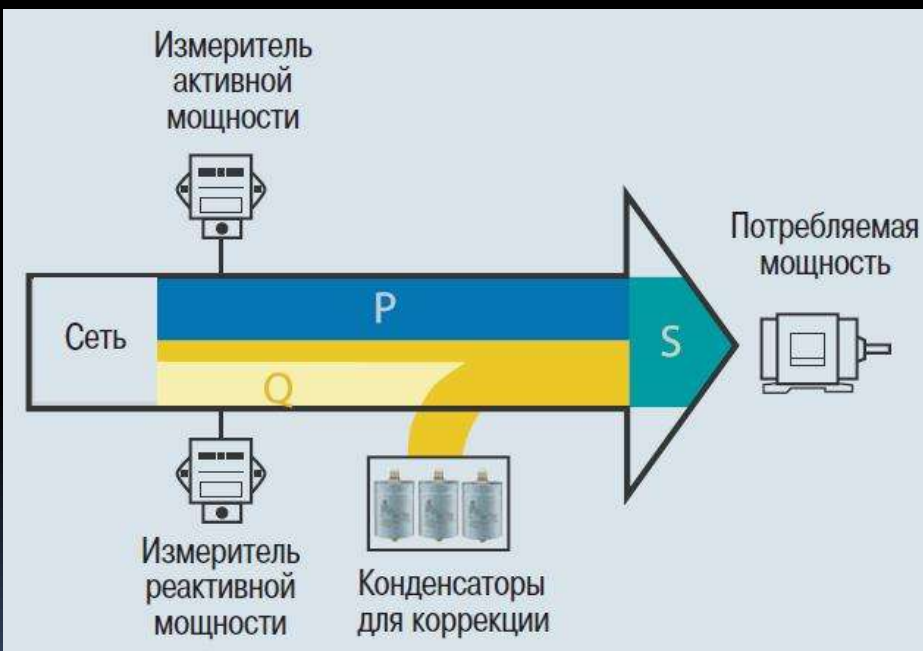 Измеритель
активной
мощности
Потребляемая
мощность
Сеть
P
Q
S
Измеритель
реактивной
мощности
Конденсаторы
для коррекции